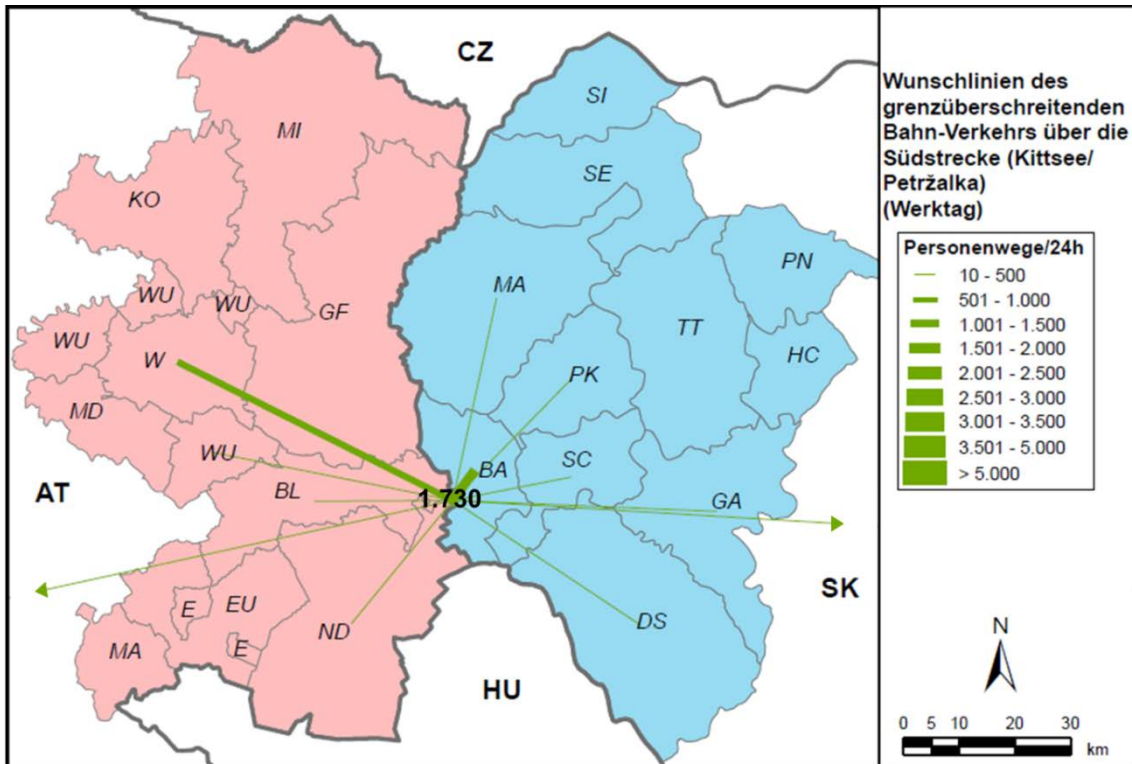 CZ
SI
MI
SE
KO
PN
WU
MA
WU
GF
TT
WU
W
HC
PK
MD
WU
BA
SC
AT
BL
1.730
GA
SK
E
EU
DS
ND
MA
E
HU
Wunschlinien des
grenzüberschreitenden
Bahn-Verkehrs über die
Südstrecke (Kittsee/
Petržalka)
(Werktag)
Personenwege/24h
10 - 500
501 - 1.000
1.001 - 1.500
1.501 - 2.000
2.001 - 2.500
2.501 - 3.000
3.001 - 3.500
3.501 - 5.000
> 5.000
N
0 5 10 20 30
km